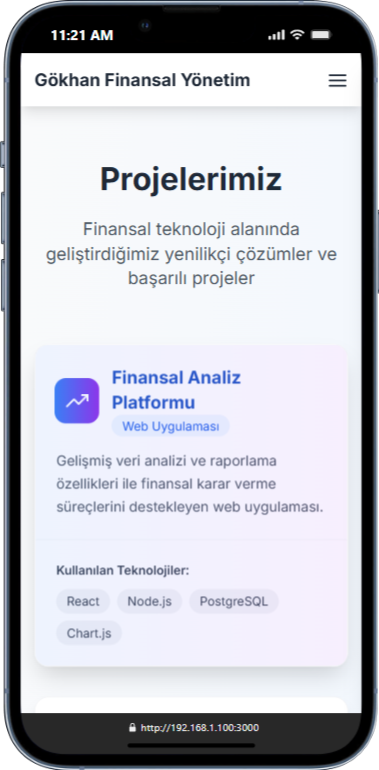 11:21 AM
Gökhan Finansal Yönetim
Projelerimiz
Finansal teknoloji alanında
geliştirdiğimiz yenilikçi çözümler ve
başarılı projeler
Finansal Analiz
Platformu
Web Uygulaması
Gelişmiş veri analizi ve raporlama
özellikleri ile finansal karar verme
süreçlerini destekleyen web uygulaması.
Kullanılan Teknolojiler:
React Node.js PostgreSQL
Chart.js
http://192.168.1.100:3000